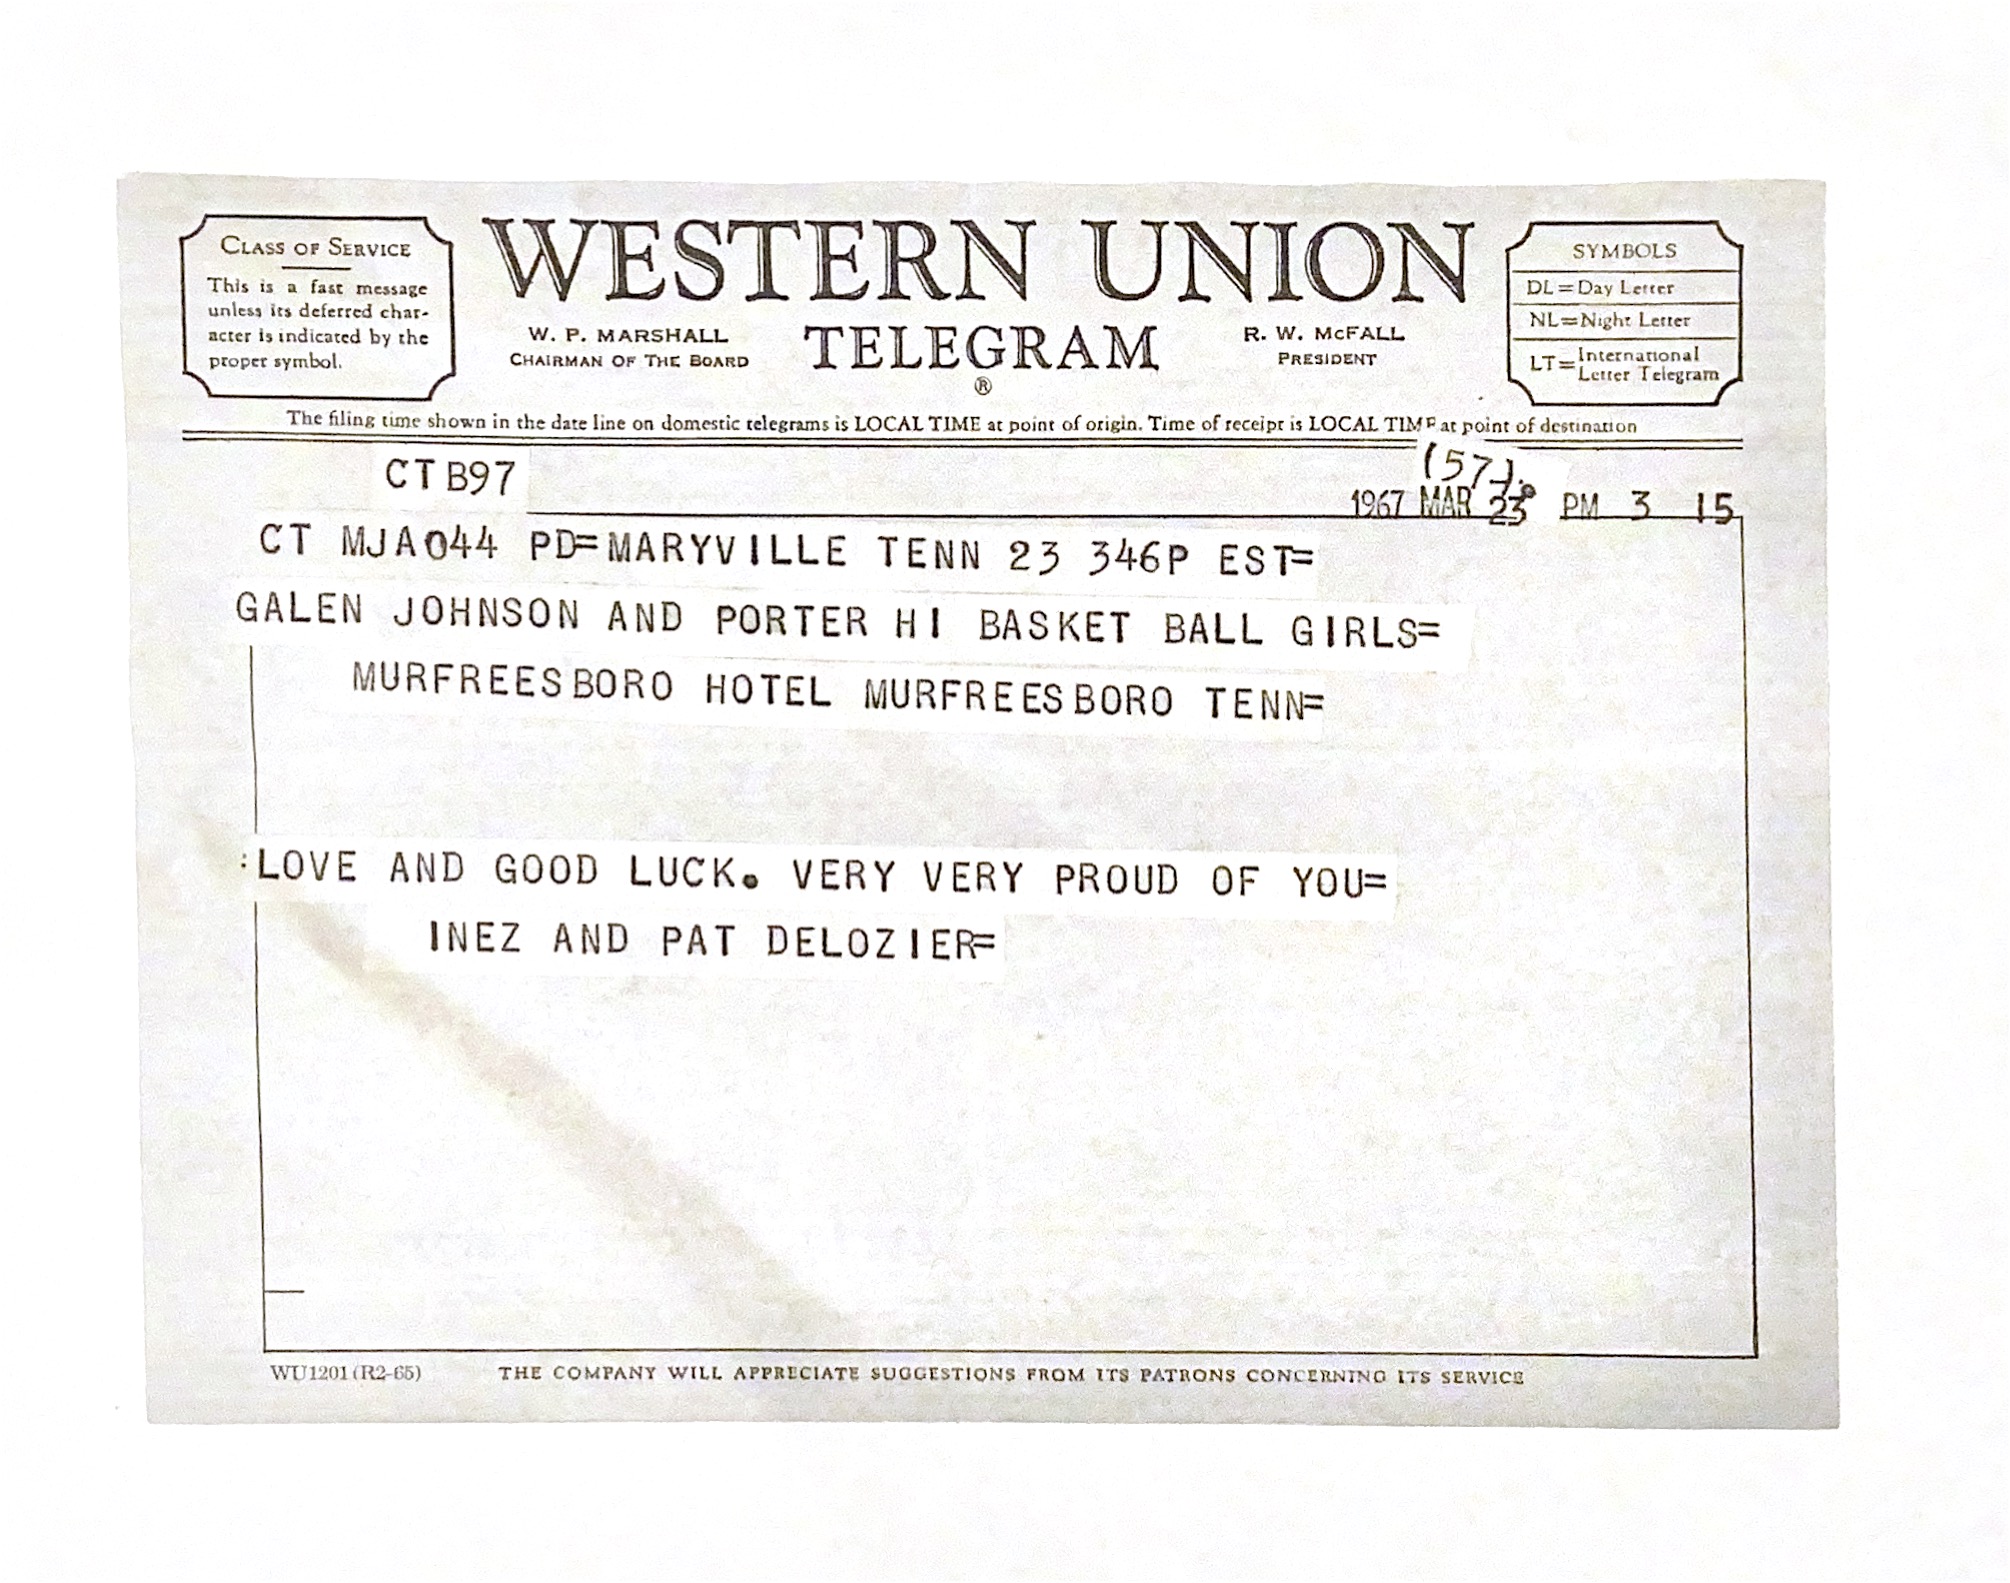 CLASS OF SERVICE
This is a fast message
unless its deferred char-
acter is indicated by the
proper symbol.
WESTERN UNION
TELEGRAM
®
W. P. MARSHALL
CHAIRMAN OF THE BOARD
R. W. McFALL
PRESIDENT
SYMBOLS
DL=Day Letter
NL=Night Letter
LT=International
Letter Telegram
The filing time shown in the date line on domestic telegrams is LOCAL TIME at point of origin. Time of receipt is LOCAL TIME at point of destination
CTB97
(57).
1967 MAR 23 PM 3 15
CT MJA044 PD=MARYVILLE TENN 23 346P EST=
GALEN JOHNSON AND PORTER HI BASKET BALL GIRLS=
MURFREESBORO HOTEL MURFREESBORO TENN=
:LOVE AND GOOD LUCK. VERY VERY PROUD OF YOU=
INEZ AND PAT DELOZIER=
WU1201(R2-65)
THE COMPANY WILL APPRECIATE SUGGESTIONS FROM ITS PATRONS CONCERNING ITS SERVICE